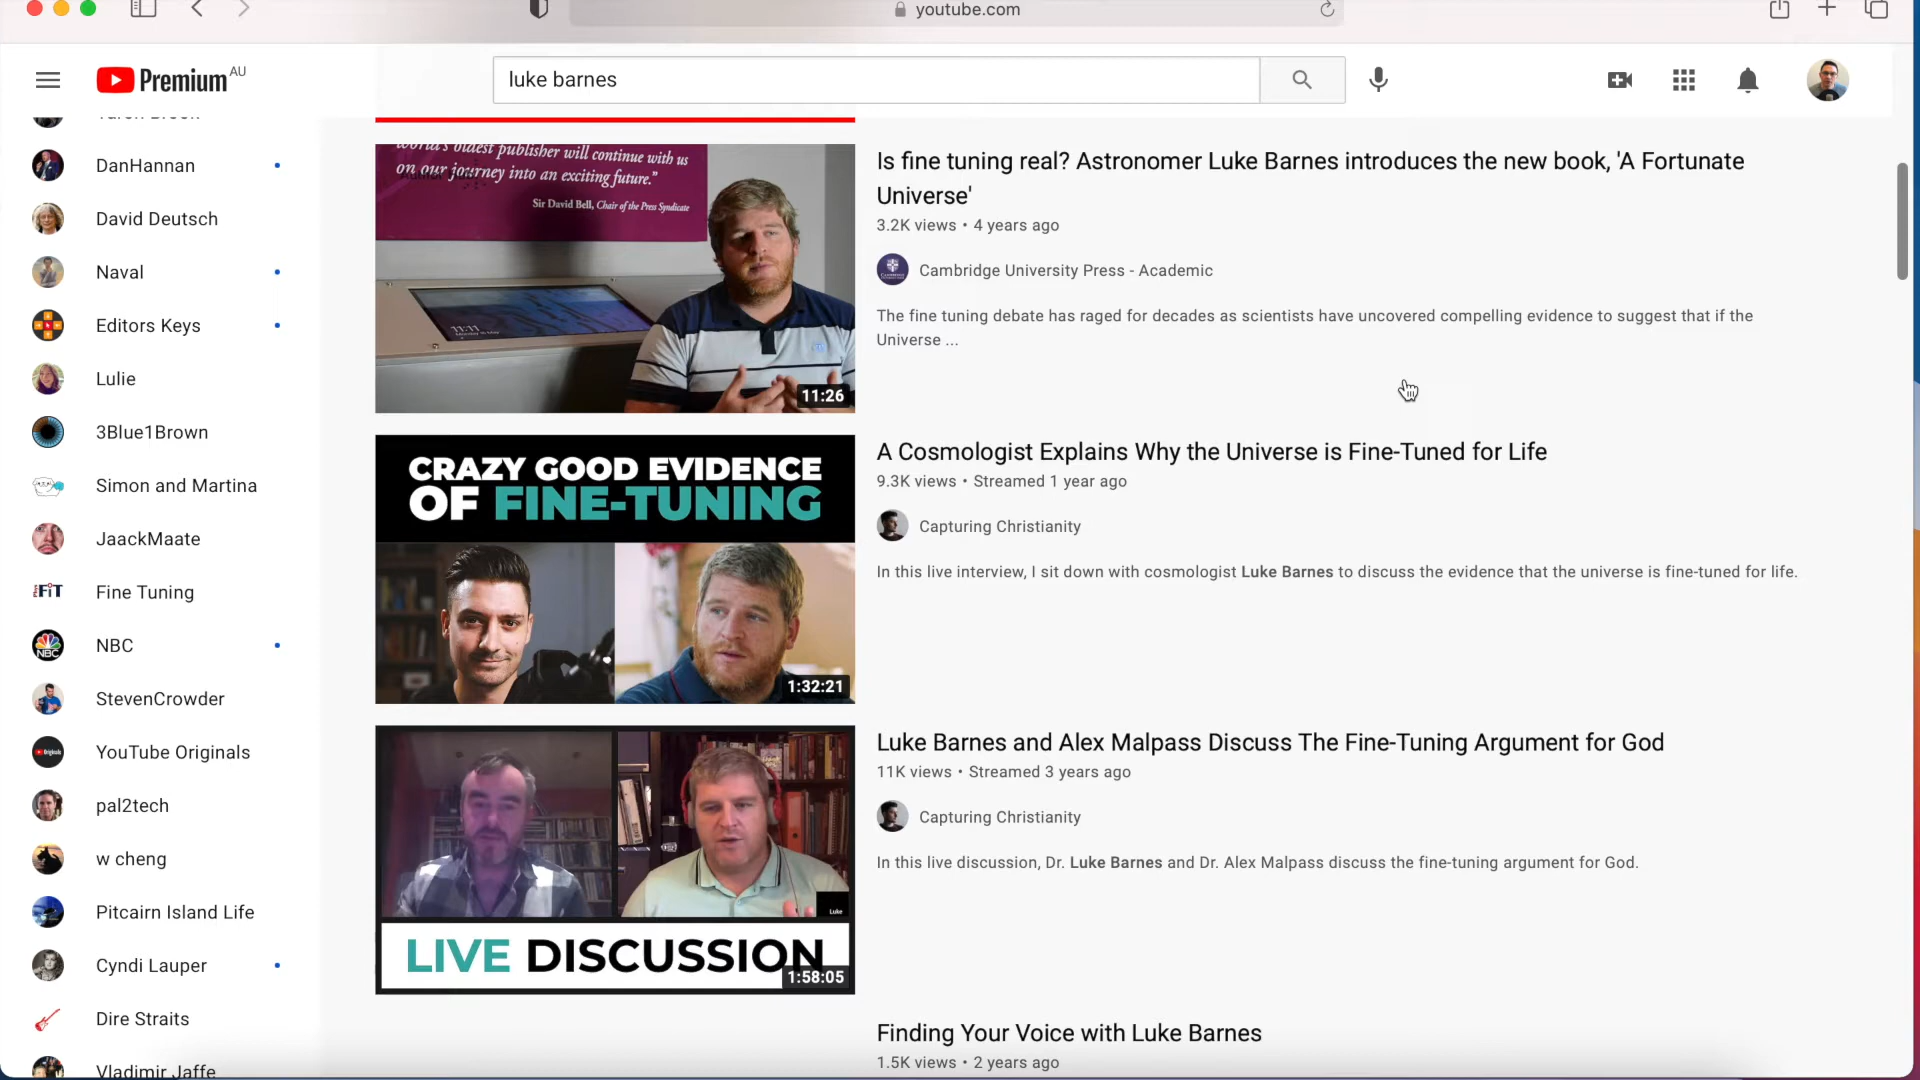 youtube.com
Premium AU
luke barnes
DanHannan
David Deutsch
Naval
Editors Keys
Lulie
3Blue1Brown
Simon and Martina
JaackMaate
Fine Tuning
NBC
StevenCrowder
YouTube Originals
pal2tech
w cheng
Pitcairn Island Life
Cyndi Lauper
Dire Straits
Vladimir Jaffe
world's oldest publisher will continue with us
on our journey into an exciting future."
Sir David Bell, Chair of the Press Syndicate
11:11
11:26
Is fine tuning real? Astronomer Luke Barnes introduces the new book, 'A Fortunate
Universe'
3.2K views • 4 years ago
Cambridge University Press - Academic
The fine tuning debate has raged for decades as scientists have uncovered compelling evidence to suggest that if the
Universe ...
CRAZY GOOD EVIDENCE
OF FINE-TUNING
1:32:21
A Cosmologist Explains Why the Universe is Fine-Tuned for Life
9.3K views • Streamed 1 year ago
Capturing Christianity
In this live interview, I sit down with cosmologist Luke Barnes to discuss the evidence that the universe is fine-tuned for life.
Luke
LIVE DISCUSSION
1:58:05
Luke Barnes and Alex Malpass Discuss The Fine-Tuning Argument for God
11K views • Streamed 3 years ago
Capturing Christianity
In this live discussion, Dr. Luke Barnes and Dr. Alex Malpass discuss the fine-tuning argument for God.
Finding Your Voice with Luke Barnes
1.5K views • 2 years ago